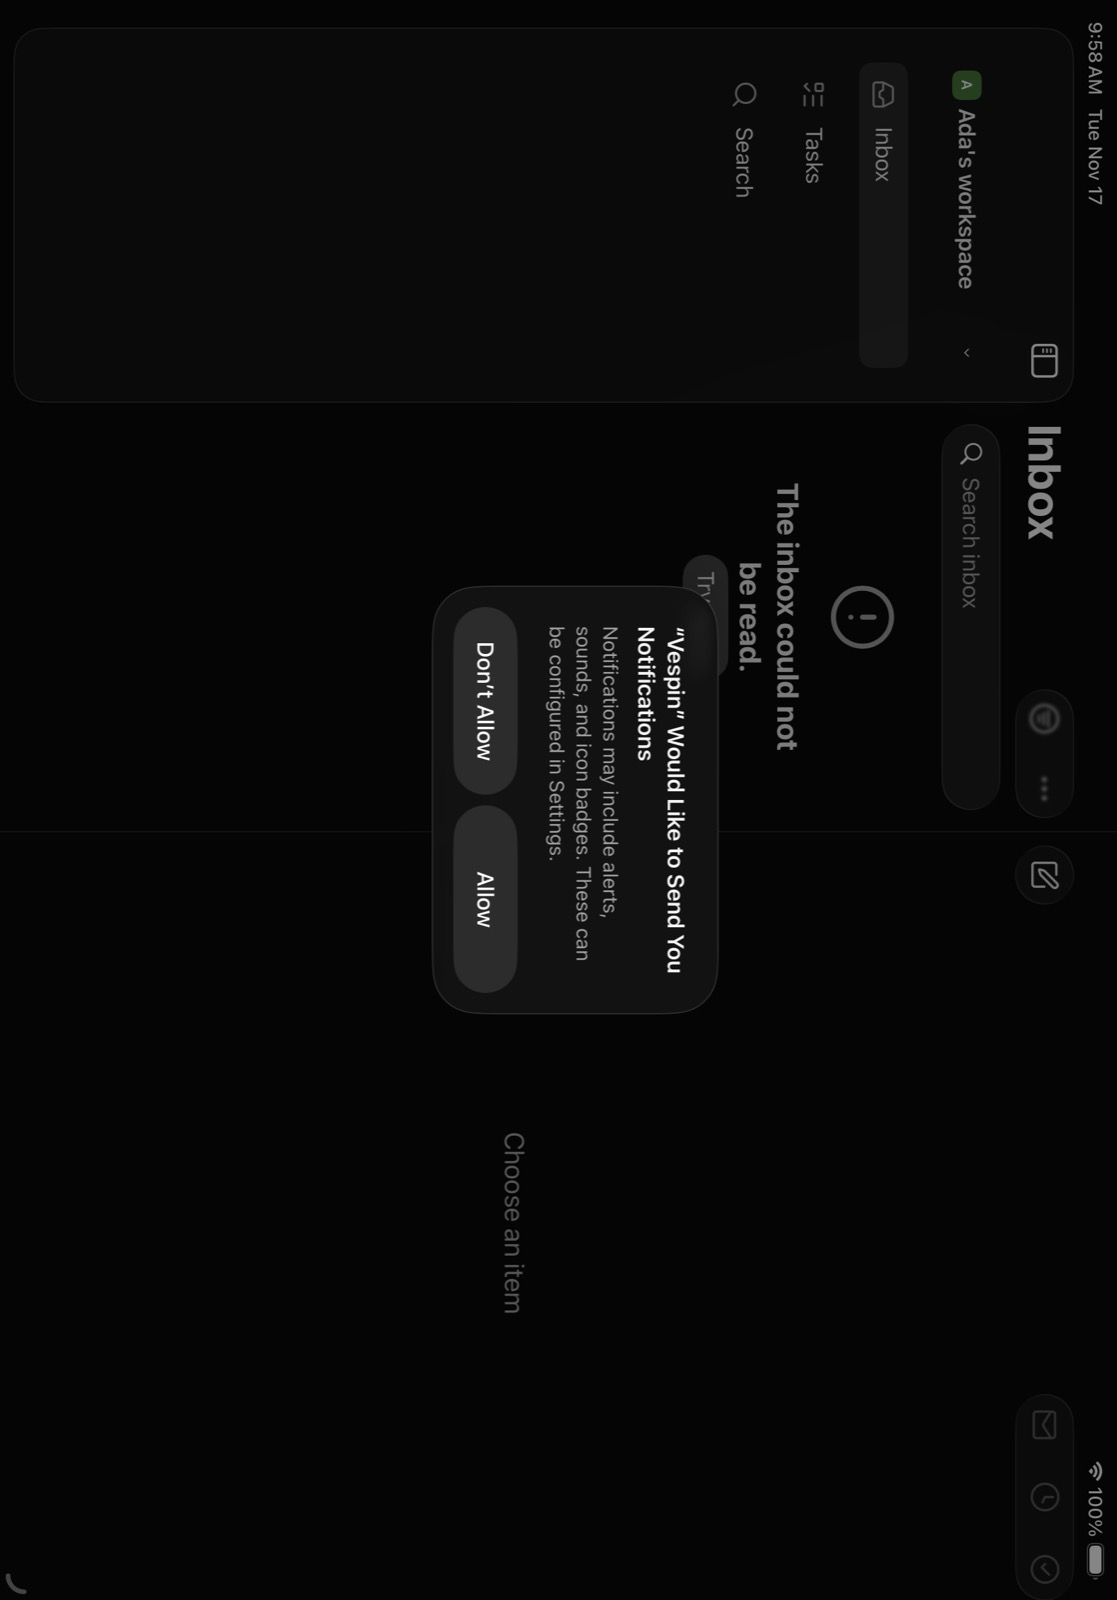 9:58 AM Tue Nov 17
100%
A Ada's workspace
Inbox
Tasks
Search
Inbox
Search inbox
The inbox could not
be read.
“Vespin” Would Like to Send You
Notifications
Notifications may include alerts,
sounds, and icon badges. These can
be configured in Settings.
Don’t Allow
Allow
Choose an item